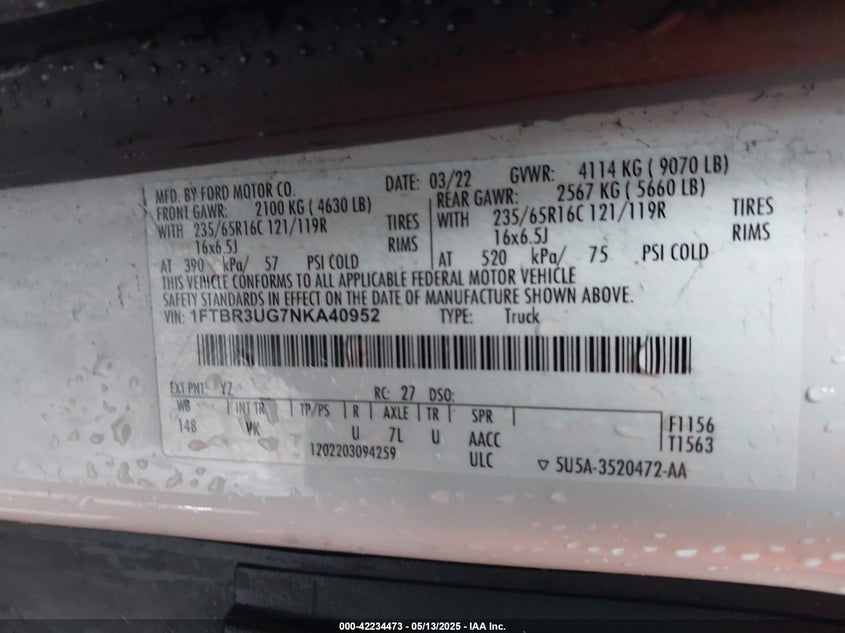 MFD. BY FORD MOTOR CO. DATE: 03/22 GVWR: 4114 KG ( 9070 LB)
FRONT GAWR: 2100 KG ( 4630 LB) REAR GAWR: 2567 KG ( 5660 LB)
WITH 235/65R16C 121/119R TIRES WITH 235/65R16C 121/119R TIRES
16x6.5J RIMS 16x6.5J RIMS
AT 390 kPa/ 57 PSI COLD AT 520 kPa/ 75 PSI COLD
THIS VEHICLE CONFORMS TO ALL APPLICABLE FEDERAL MOTOR VEHICLE
SAFETY STANDARDS IN EFFECT ON THE DATE OF MANUFACTURE SHOWN ABOVE.
VIN: 1FTBR3UG7NKA40952 TYPE: Truck
EXT PNT: YZ RC: 27 DSO:
WB INT TR TP/PS R AXLE TR SPR
148 VK U 7L U AACC F1156
T1563
1202203094259 ULC 5U5A-3520472-AA
000-42234473 - 05/13/2025 - IAA Inc.